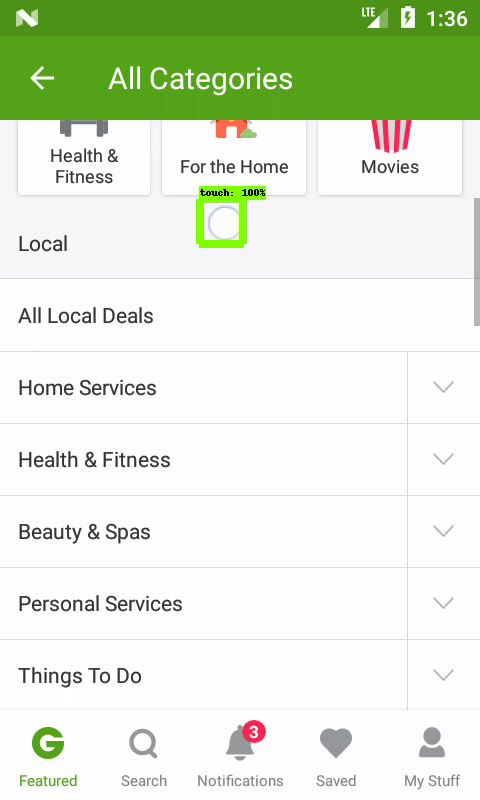 LTE
1:36
All Categories
Health &
Fitness
For the Home
Movies
touch: 100%
Local
All Local Deals
Home Services
Health & Fitness
Beauty & Spas
Personal Services
Things To Do
3
Featured
Search
Notifications
Saved
My Stuff